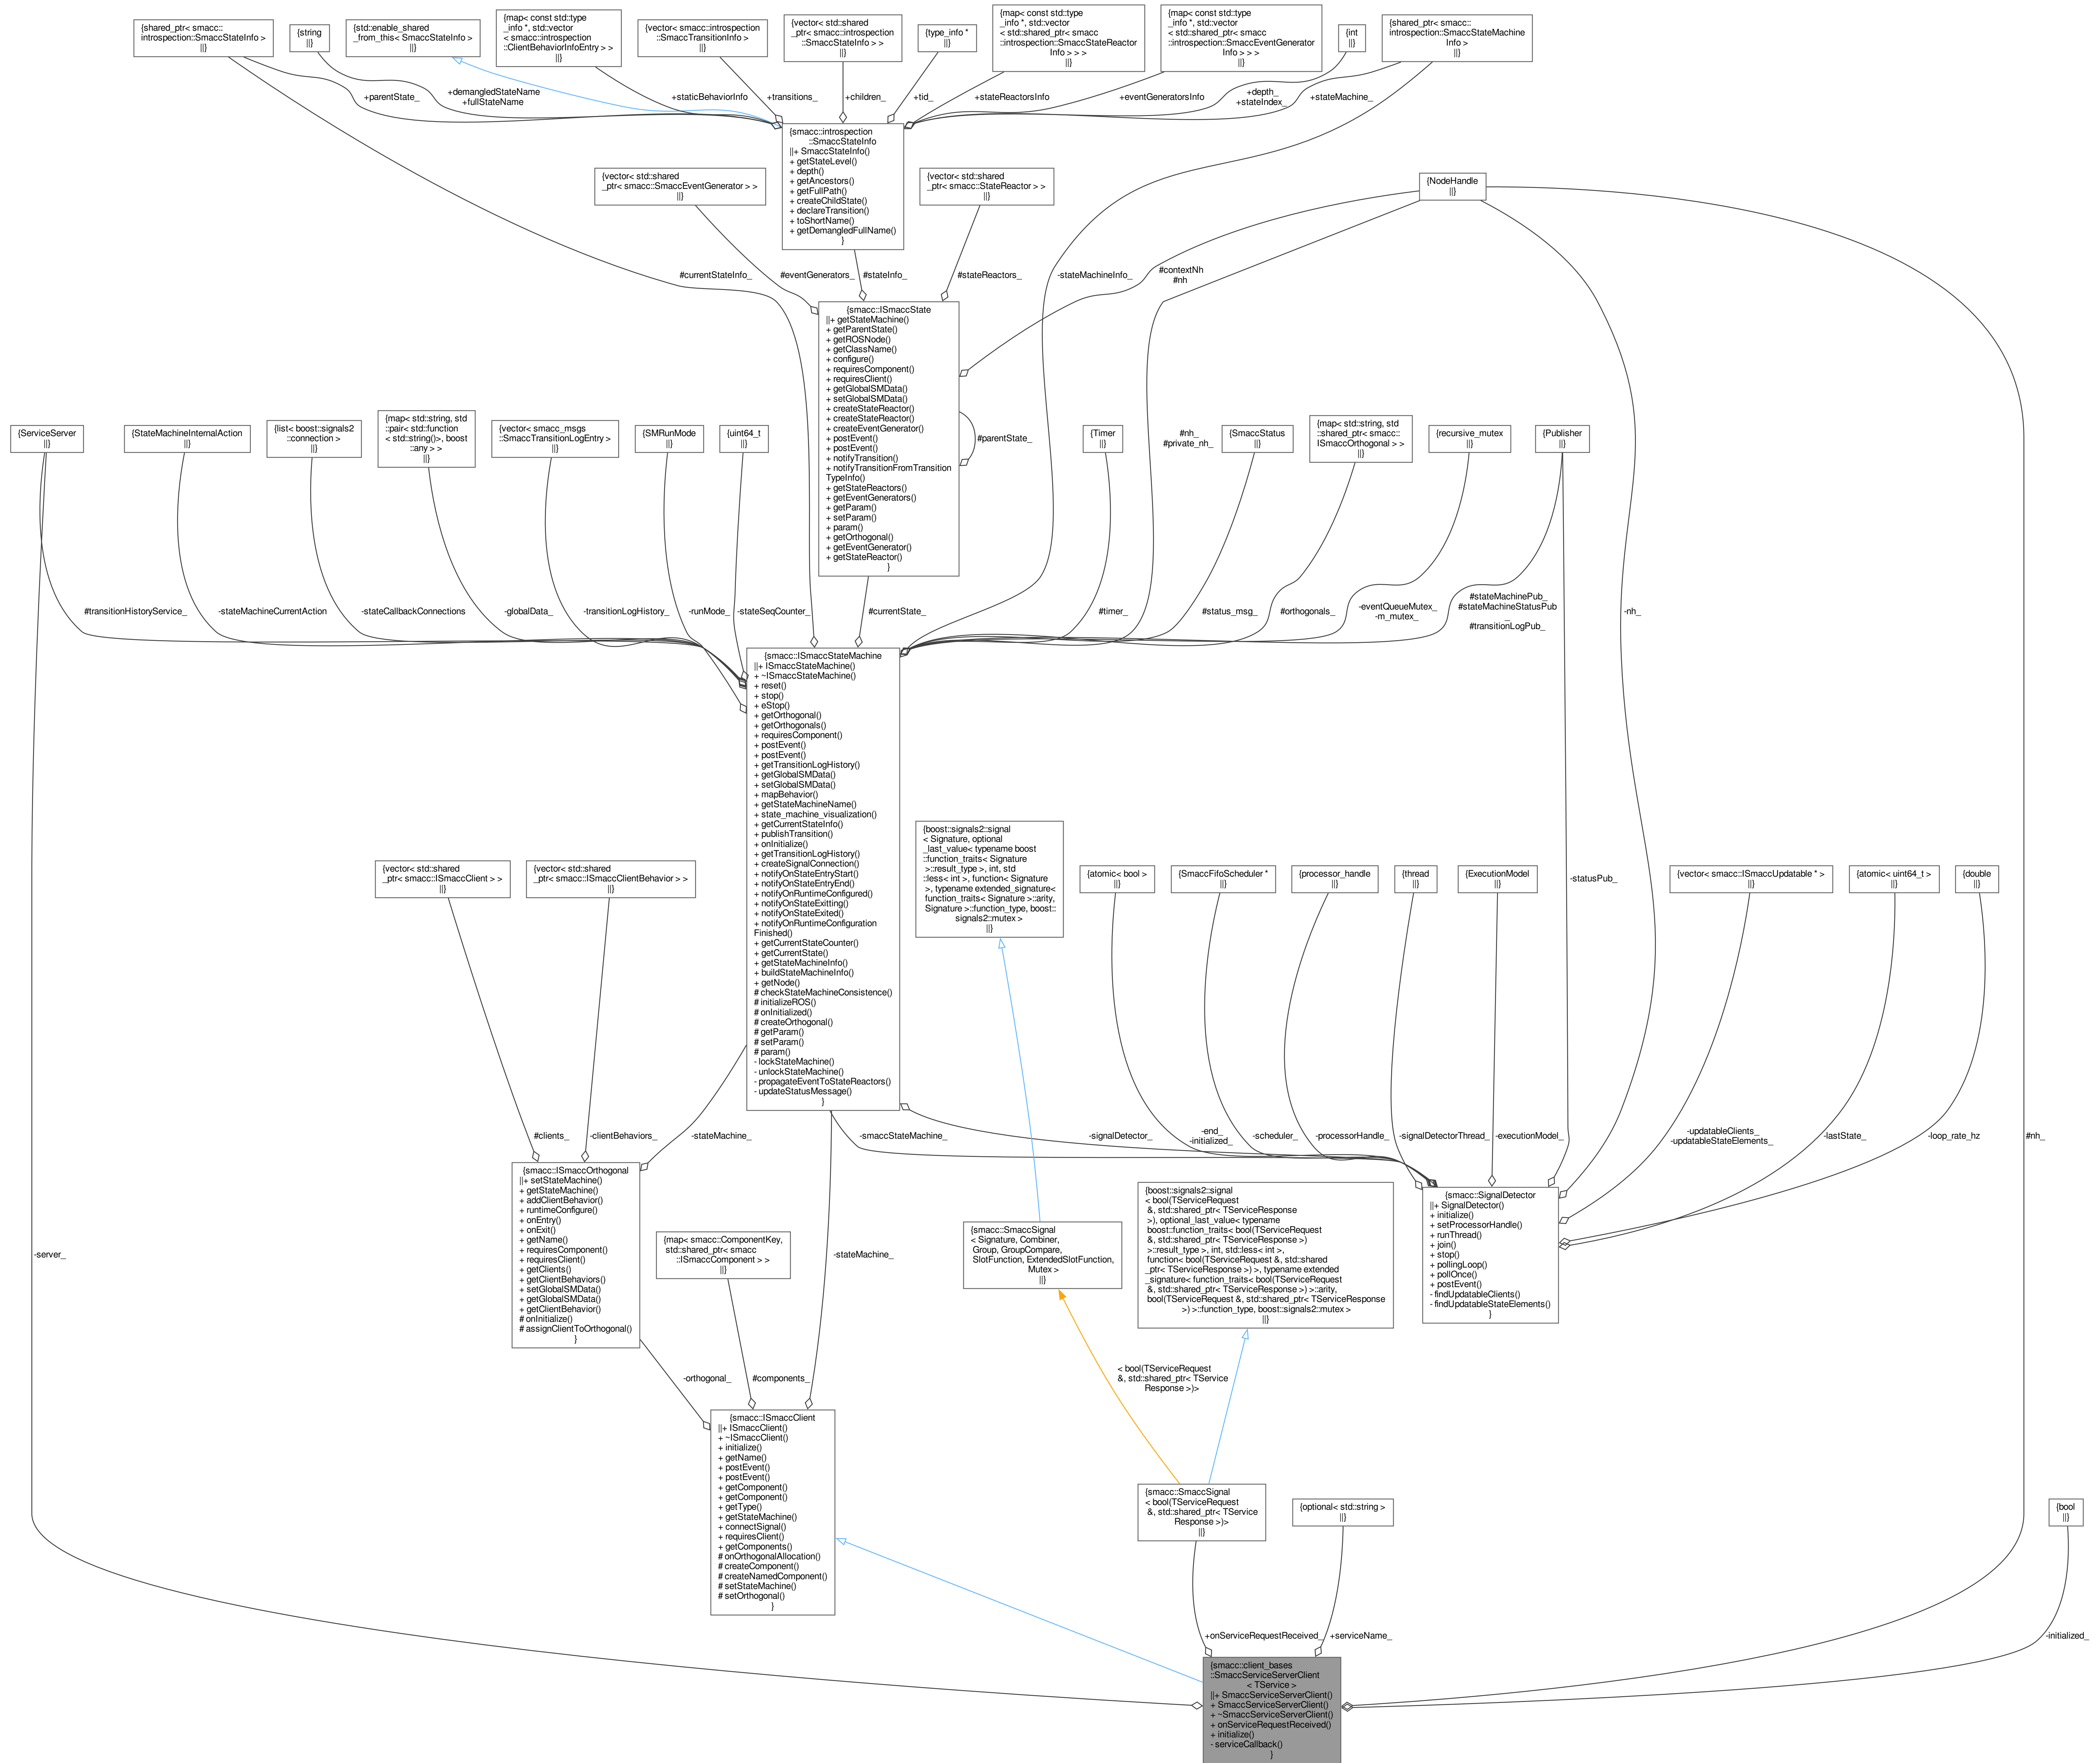 {shared_ptr< smacc::
introspection::SmaccStateInfo >
||}
{string
||}
{std::enable_shared
_from_this< SmaccStateInfo >
||}
{map< const std::type
_info *, std::vector
< smacc::introspection
::ClientBehaviorInfoEntry > >
||}
{vector< smacc::introspection
::SmaccTransitionInfo >
||}
{vector< std::shared
_ptr< smacc::introspection
::SmaccStateInfo > >
||}
{type_info *
||}
{map< const std::type
_info *, std::vector
< std::shared_ptr< smacc
::introspection::SmaccStateReactor
Info > > >
||}
{map< const std::type
_info *, std::vector
< std::shared_ptr< smacc
::introspection::SmaccEventGenerator
Info > > >
||}
{int
||}
{shared_ptr< smacc::
introspection::SmaccStateMachine
Info >
||}
+parentState_
+demangledStateName
+fullStateName
+staticBehaviorInfo
+transitions_
+children_
+tid_
+stateReactorsInfo
+eventGeneratorsInfo
+depth_
+stateIndex_
+stateMachine_
{smacc::introspection
::SmaccStateInfo
||+ SmaccStateInfo()
+ getStateLevel()
+ depth()
+ getAncestors()
+ getFullPath()
+ createChildState()
+ declareTransition()
+ toShortName()
+ getDemangledFullName()
}
{vector< std::shared
_ptr< smacc::SmaccEventGenerator > >
||}
{vector< std::shared
_ptr< smacc::StateReactor > >
||}
{NodeHandle
||}
#currentStateInfo_
#eventGenerators_
#stateInfo_
#stateReactors_
-stateMachineInfo_
#contextNh
#nh
{smacc::ISmaccState
||+ getStateMachine()
+ getParentState()
+ getROSNode()
+ getClassName()
+ configure()
+ requiresComponent()
+ requiresClient()
+ getGlobalSMData()
+ setGlobalSMData()
+ createStateReactor()
+ createStateReactor()
+ createEventGenerator()
+ postEvent()
+ postEvent()
+ notifyTransition()
+ notifyTransitionFromTransition
TypeInfo()
+ getStateReactors()
+ getEventGenerators()
+ getParam()
+ setParam()
+ param()
+ getOrthogonal()
+ getEventGenerator()
+ getStateReactor()
}
#parentState_
{ServiceServer
||}
{StateMachineInternalAction
||}
{list< boost::signals2
::connection >
||}
{map< std::string, std
::pair< std::function
< std::string()>, boost
::any > >
||}
{vector< smacc_msgs
::SmaccTransitionLogEntry >
||}
{SMRunMode
||}
{uint64_t
||}
{Timer
||}
#nh_
#private_nh_
{SmaccStatus
||}
{map< std::string, std
::shared_ptr< smacc::
ISmaccOrthogonal > >
||}
{recursive_mutex
||}
{Publisher
||}
#transitionHistoryService_
-stateMachineCurrentAction
-stateCallbackConnections
-globalData_
-transitionLogHistory_
-runMode_
-stateSeqCounter_
#currentState_
#timer_
#status_msg_
#orthogonals_
-eventQueueMutex_
-m_mutex_
#stateMachinePub_
#stateMachineStatusPub
_
#transitionLogPub_
-nh_
{smacc::ISmaccStateMachine
||+ ISmaccStateMachine()
+ ~ISmaccStateMachine()
+ reset()
+ stop()
+ eStop()
+ getOrthogonal()
+ getOrthogonals()
+ requiresComponent()
+ postEvent()
+ postEvent()
+ getTransitionLogHistory()
+ getGlobalSMData()
+ setGlobalSMData()
+ mapBehavior()
+ getStateMachineName()
+ state_machine_visualization()
+ getCurrentStateInfo()
+ publishTransition()
+ onInitialize()
+ getTransitionLogHistory()
+ createSignalConnection()
+ notifyOnStateEntryStart()
+ notifyOnStateEntryEnd()
+ notifyOnRuntimeConfigured()
+ notifyOnStateExitting()
+ notifyOnStateExited()
+ notifyOnRuntimeConfiguration
Finished()
+ getCurrentStateCounter()
+ getCurrentState()
+ getStateMachineInfo()
+ buildStateMachineInfo()
+ getNode()
# checkStateMachineConsistence()
# initializeROS()
# onInitialized()
# createOrthogonal()
# getParam()
# setParam()
# param()
- lockStateMachine()
- unlockStateMachine()
- propagateEventToStateReactors()
- updateStatusMessage()
}
{vector< std::shared
_ptr< smacc::ISmaccClient > >
||}
{vector< std::shared
_ptr< smacc::ISmaccClientBehavior > >
||}
{boost::signals2::signal
< Signature, optional
_last_value< typename boost
::function_traits< Signature
>::result_type >, int, std
::less< int >, function< Signature
>, typename extended_signature<
function_traits< Signature >::arity,
Signature >::function_type, boost::
signals2::mutex >
||}
{atomic< bool >
||}
{SmaccFifoScheduler *
||}
{processor_handle
||}
{thread
||}
{ExecutionModel
||}
-statusPub_
{vector< smacc::ISmaccUpdatable * >
||}
{atomic< uint64_t >
||}
{double
||}
#clients_
-clientBehaviors_
-stateMachine_
-smaccStateMachine_
-signalDetector_
-end_
-initialized_
-scheduler_
-processorHandle_
-signalDetectorThread_
-executionModel_
-updatableClients_
-updatableStateElements_
-lastState_
-loop_rate_hz
#nh_
{smacc::ISmaccOrthogonal
||+ setStateMachine()
+ getStateMachine()
+ addClientBehavior()
+ runtimeConfigure()
+ onEntry()
+ onExit()
+ getName()
+ requiresComponent()
+ requiresClient()
+ getClients()
+ getClientBehaviors()
+ setGlobalSMData()
+ getGlobalSMData()
+ getClientBehavior()
# onInitialize()
# assignClientToOrthogonal()
}
{smacc::SignalDetector
||+ SignalDetector()
+ initialize()
+ setProcessorHandle()
+ runThread()
+ join()
+ stop()
+ pollingLoop()
+ pollOnce()
+ postEvent()
- findUpdatableClients()
- findUpdatableStateElements()
}
{boost::signals2::signal
< bool(TServiceRequest
&, std::shared_ptr< TServiceResponse
>), optional_last_value< typename
boost::function_traits< bool(TServiceRequest
&, std::shared_ptr< TServiceResponse >)
>::result_type >, int, std::less< int >,
function< bool(TServiceRequest &, std::shared
_ptr< TServiceResponse >) >, typename extended
_signature< function_traits< bool(TServiceRequest
&, std::shared_ptr< TServiceResponse >) >::arity,
bool(TServiceRequest &, std::shared_ptr< TServiceResponse
>) >::function_type, boost::signals2::mutex >
||}
{smacc::SmaccSignal
< Signature, Combiner,
Group, GroupCompare,
SlotFunction, ExtendedSlotFunction,
Mutex >
||}
{map< smacc::ComponentKey,
std::shared_ptr< smacc
::ISmaccComponent > >
||}
-server_
-stateMachine_
-orthogonal_
#components_
< bool(TServiceRequest
&, std::shared_ptr< TService
Response >)>
{smacc::ISmaccClient
||+ ISmaccClient()
+ ~ISmaccClient()
+ initialize()
+ getName()
+ postEvent()
+ postEvent()
+ getComponent()
+ getComponent()
+ getType()
+ getStateMachine()
+ connectSignal()
+ requiresClient()
+ getComponents()
# onOrthogonalAllocation()
# createComponent()
# createNamedComponent()
# setStateMachine()
# setOrthogonal()
}
{smacc::SmaccSignal
< bool(TServiceRequest
&, std::shared_ptr< TService
Response >)>
||}
{optional< std::string >
||}
{bool
||}
+onServiceRequestReceived_
+serviceName_
-initialized_
{smacc::client_bases
::SmaccServiceServerClient
< TService >
||+ SmaccServiceServerClient()
+ SmaccServiceServerClient()
+ ~SmaccServiceServerClient()
+ onServiceRequestReceived()
+ initialize()
- serviceCallback()
}